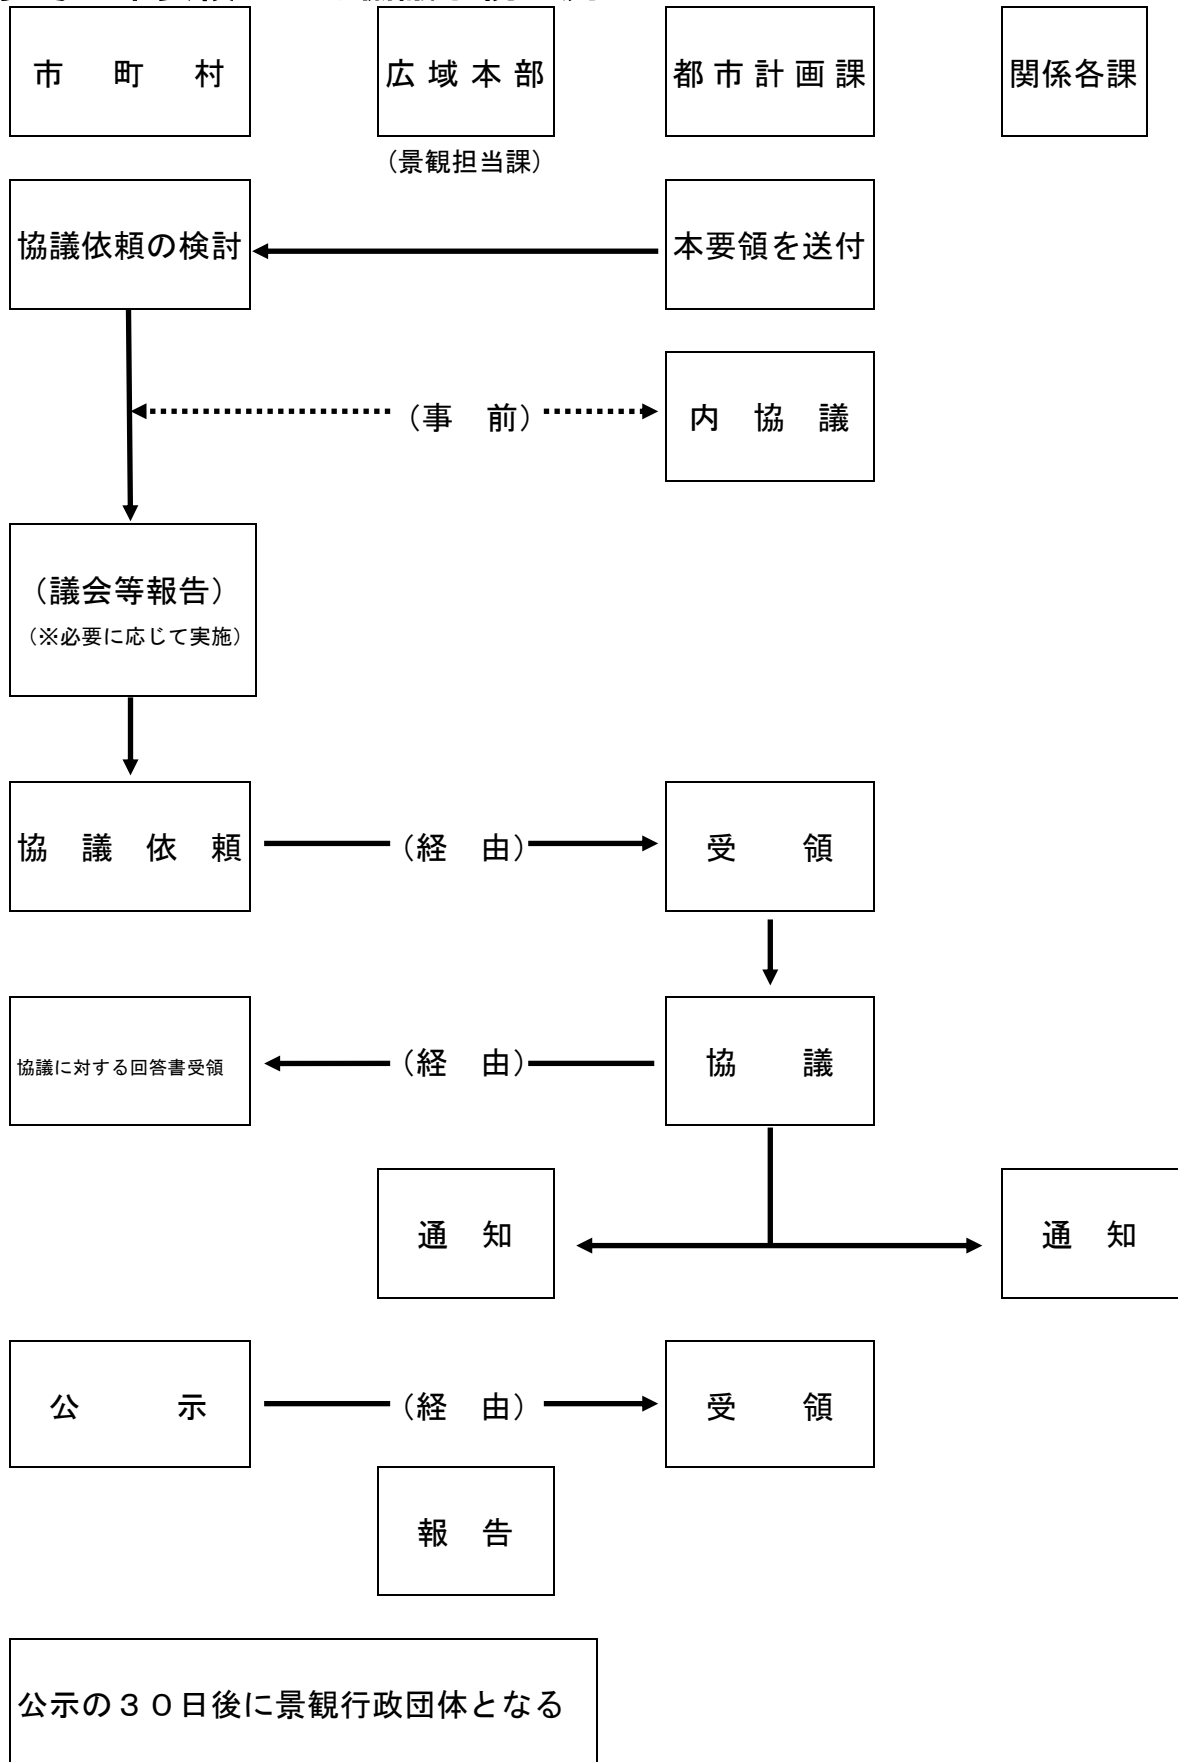 市　町　村
広域本部
都市計画課
関係各課
（景観担当課）
協議依頼の検討
本要領を送付
（事　前）
内　協　議
（議会等報告）
（※必要に応じて実施）
協　議　依　頼
（経　由）
受　　領
協議に対する回答書受領
（経　由）
協　　議
通　知
通　知
公　　　示
（経　由）
受　　領
報　告
公示の３０日後に景観行政団体となる